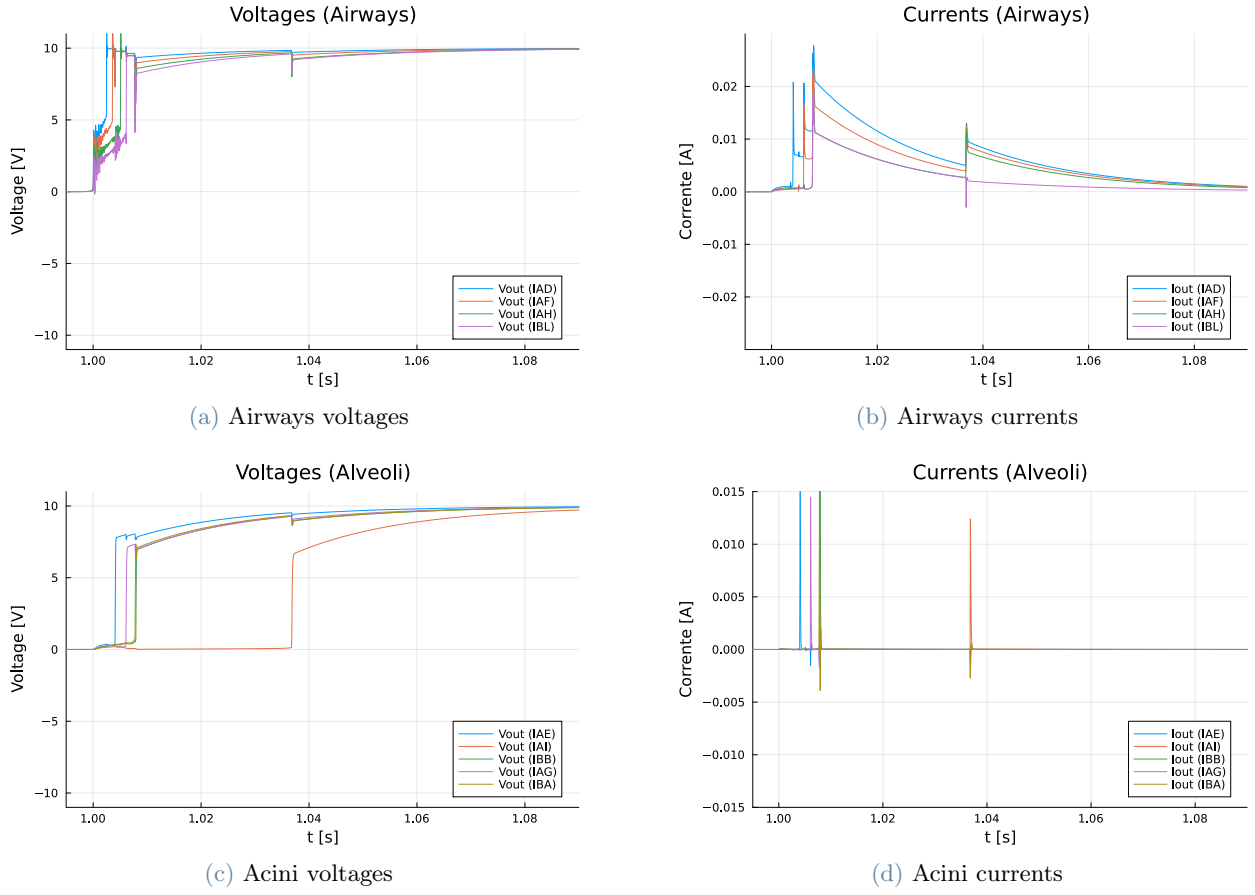 Voltages (Airways)
Voltage [V]
10
5
0
−5
−10
Vout (IAD)
Vout (IAF)
Vout (IAH)
Vout (IBL)
1.00
1.02
1.04
1.06
1.08
t [s]
(a) Airways voltages
Currents (Airways)
Corrente [A]
0.02
0.01
0.00
−0.01
−0.02
Iout (IAD)
Iout (IAF)
Iout (IAH)
Iout (IBL)
1.00
1.02
1.04
1.06
1.08
t [s]
(b) Airways currents
Voltages (Alveoli)
Voltage [V]
10
5
0
−5
−10
Vout (IAE)
Vout (IAI)
Vout (IBB)
Vout (IAG)
Vout (IBA)
1.00
1.02
1.04
1.06
1.08
t [s]
(c) Acini voltages
Currents (Alveoli)
Corrente [A]
0.015
0.010
0.005
0.000
−0.005
−0.010
−0.015
Iout (IAE)
Iout (IAI)
Iout (IBB)
Iout (IAG)
Iout (IBA)
1.00
1.02
1.04
1.06
1.08
t [s]
(d) Acini currents